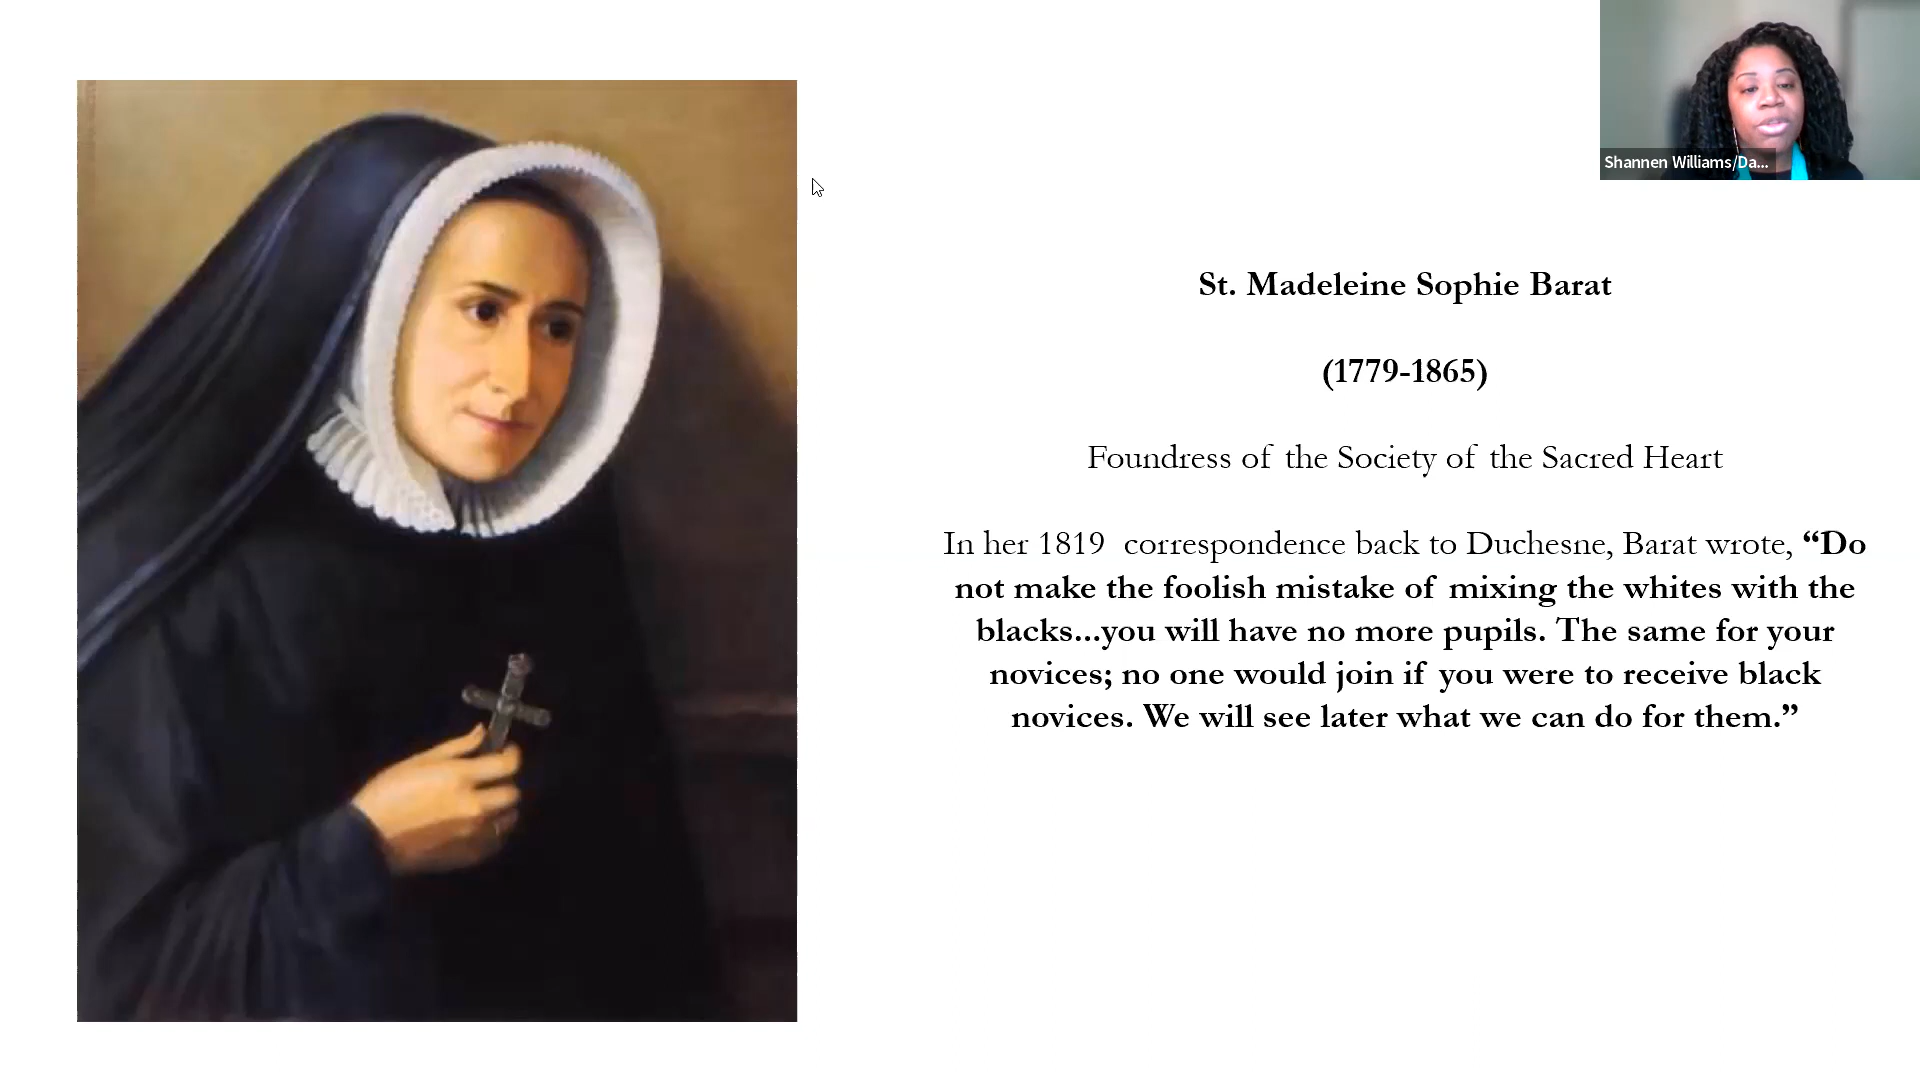 Shannen Williams/Da...
St. Madeleine Sophie Barat
(1779-1865)
Foundress of the Society of the Sacred Heart
In her 1819 correspondence back to Duchesne, Barat wrote, “Do
not make the foolish mistake of mixing the whites with the
blacks...you will have no more pupils. The same for your
novices; no one would join if you were to receive black
novices. We will see later what we can do for them.”